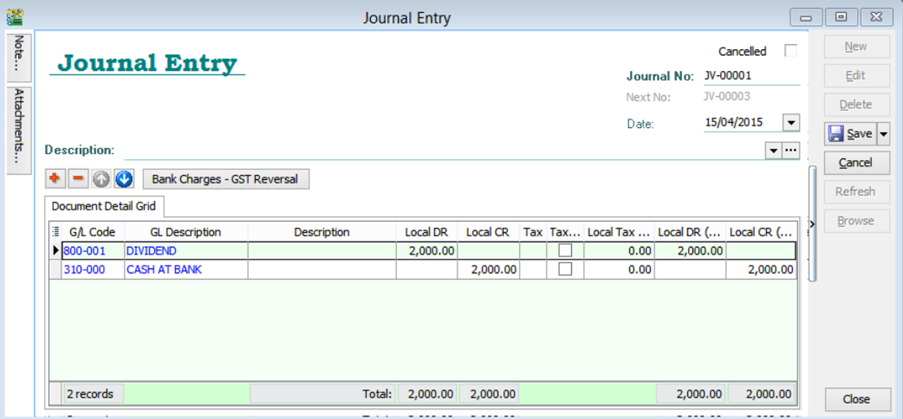 Journal Entry
Note...
Attachments...
Journal Entry
Cancelled
Journal No: JV-00001
Next No: JV-00003
Date: 15/04/2015
Description:
Bank Charges - GST Reversal
Document Detail Grid
G/L Code GL Description Description Local DR Local CR Tax Tax... Local Tax ... Local DR (... Local CR (...
800-001 DIVIDEND 2,000.00 0.00 2,000.00
310-000 CASH AT BANK 2,000.00 0.00 2,000.00
2 records Total: 2,000.00 2,000.00 2,000.00 2,000.00
New
Edit
Delete
Save
Cancel
Refresh
Browse
Close